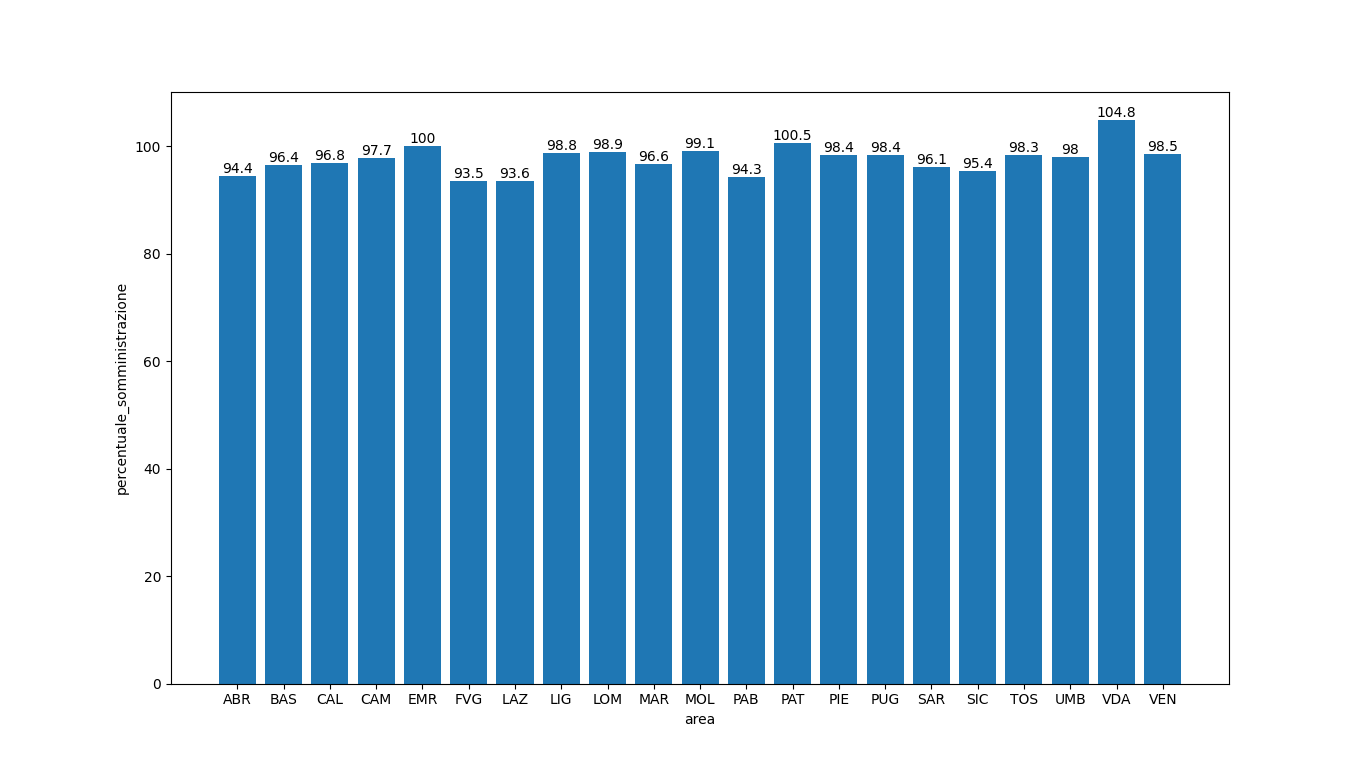 percentuale_somministrazione
100
80
60
40
20
0
94.4 96.4 96.8 97.7 100 93.5 93.6 98.8 98.9 96.6 99.1 94.3 100.5 98.4 98.4 96.1 95.4 98.3 98 104.8 98.5
ABR BAS CAL CAM EMR FVG LAZ LIG LOM MAR MOL PAB PAT PIE PUG SAR SIC TOS UMB VDA VEN
area